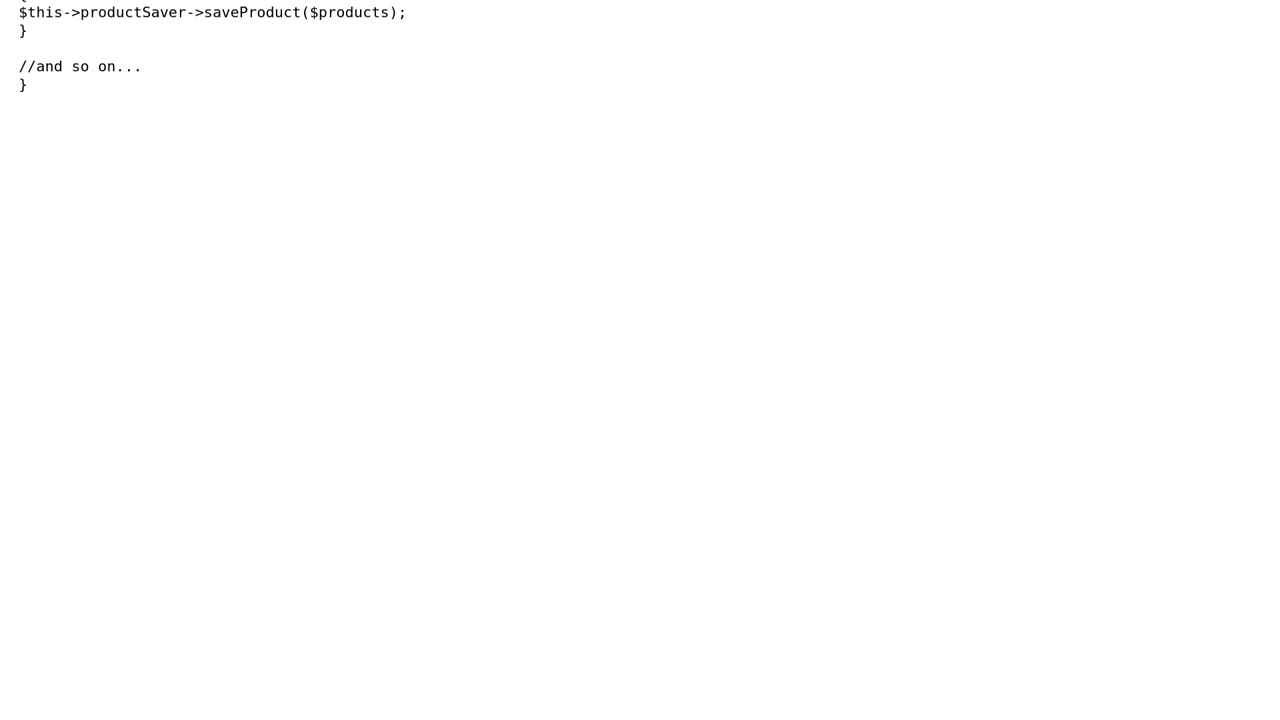 $this->productSaver->saveProduct($products);
}

//and so on...
}